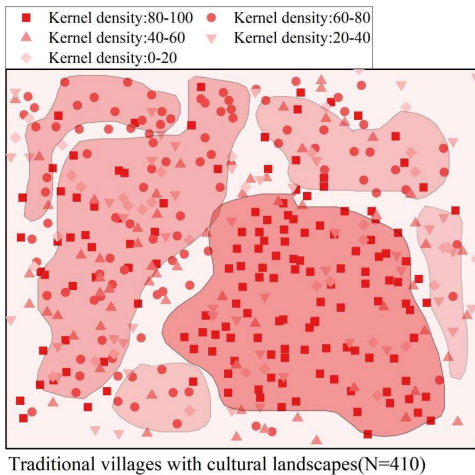 Kernel density:80-100 Kernel density:60-80
Kernel density:40-60 Kernel density:20-40
Kernel density:0-20
Traditional villages with cultural landscapes(N=410)